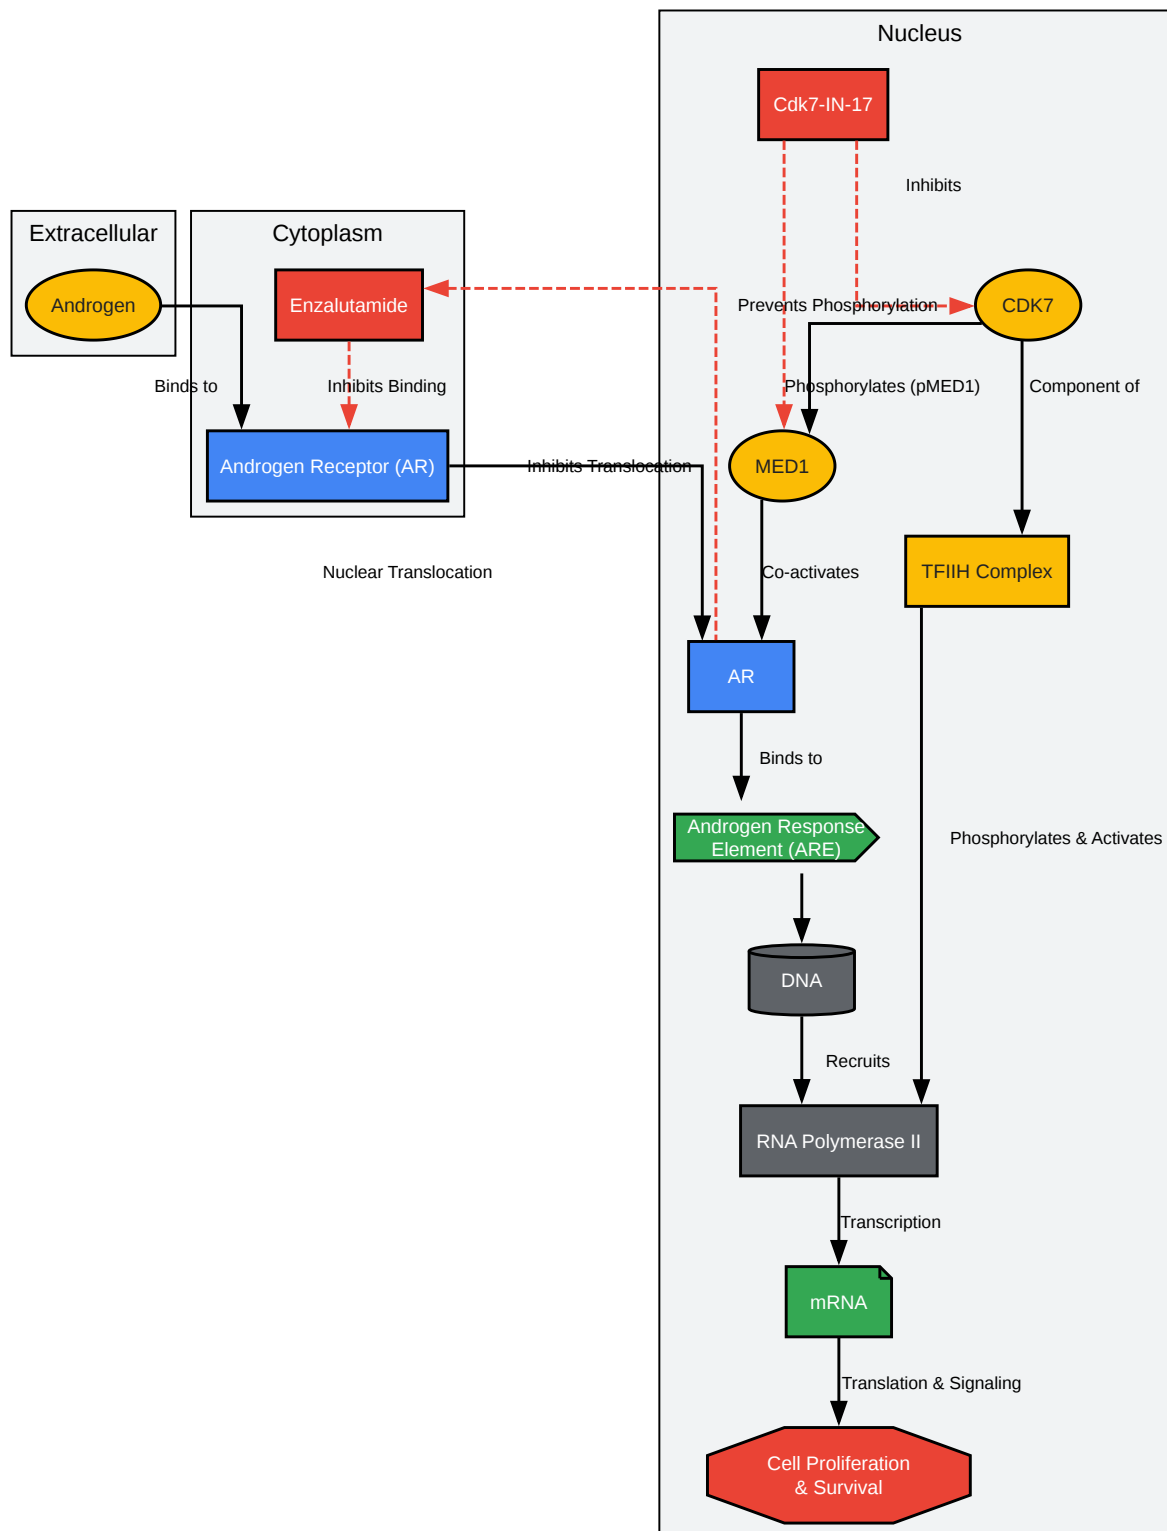 Nucleus
Cdk7-IN-17
Inhibits
Extracellular
Cytoplasm
Androgen
Enzalutamide
Prevents Phosphorylation
CDK7
Binds to
Inhibits Binding
Phosphorylates (pMED1)
Component of
Androgen Receptor (AR)
Inhibits Translocation
MED1
Nuclear Translocation
Co-activates
TFIIH Complex
AR
Binds to
Androgen Response
Element (ARE)
Phosphorylates & Activates
DNA
Recruits
RNA Polymerase II
Transcription
mRNA
Translation & Signaling
Cell Proliferation
& Survival